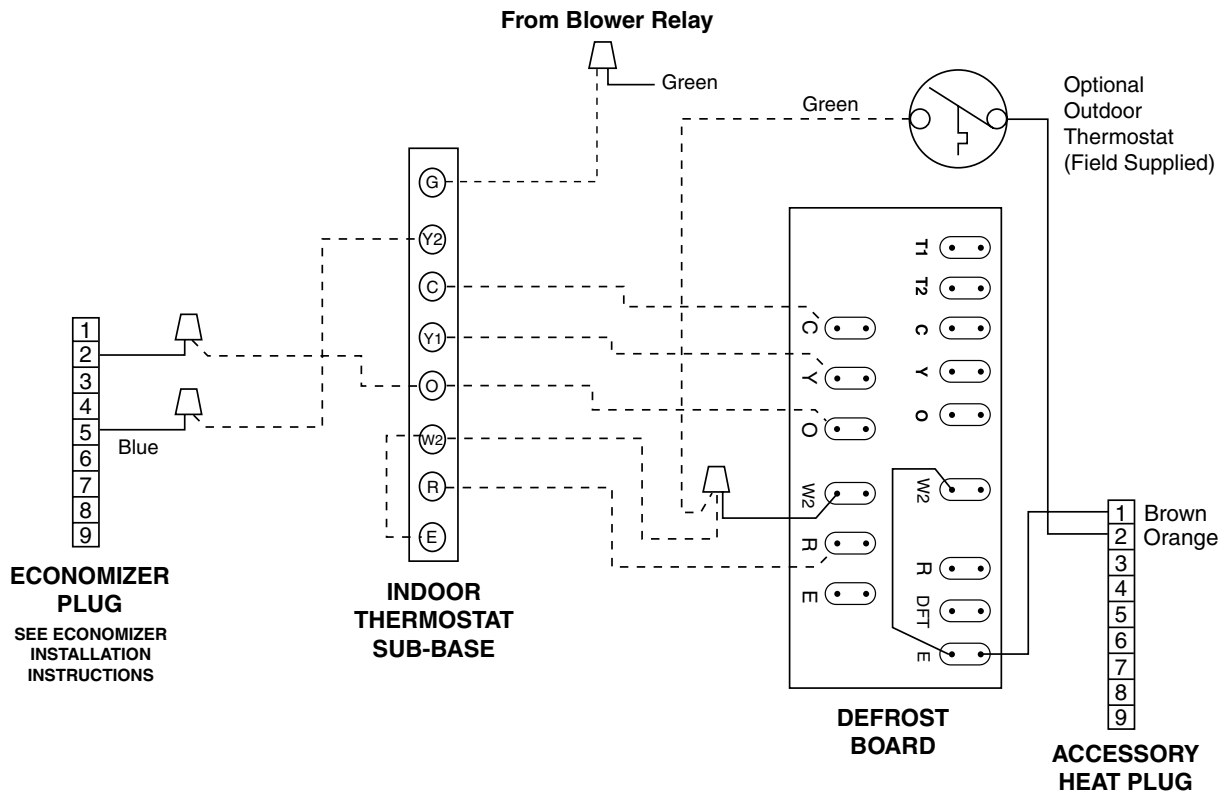 From Blower Relay
Green
Green
Optional
Outdoor
Thermostat
(Field Supplied)
G
Y2
C
Y1
O
W2
R
E
INDOOR
THERMOSTAT
SUB-BASE
1
2
3
4
5
6
7
8
9
Blue
ECONOMIZER
PLUG
SEE ECONOMIZER
INSTALLATION
INSTRUCTIONS
C
Y
O
W2
R
E
T1
T2
C
Y
O
W2
R
DFT
E
DEFROST
BOARD
1 Brown
2 Orange
3
4
5
6
7
8
9
ACCESSORY
HEAT PLUG